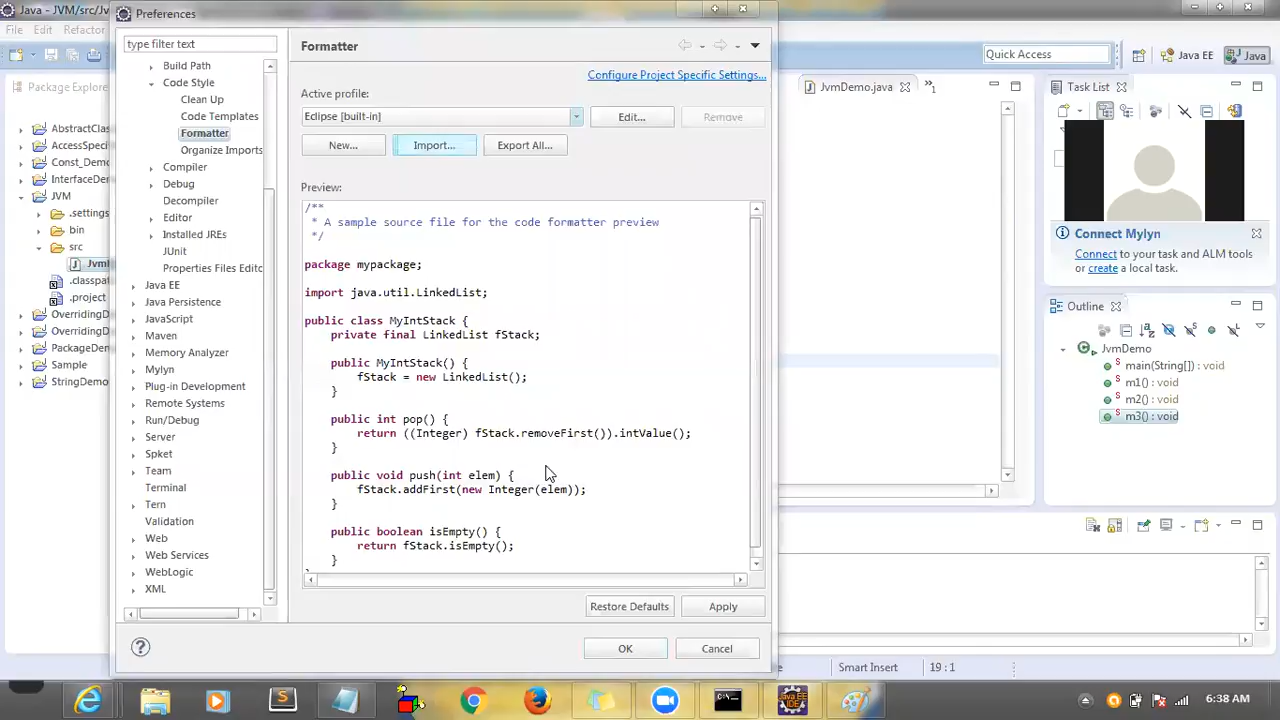 Java - JVM/src/Jv
Preferences
File Edit Refactor
type filter text
Formatter
Quick Access
Java EE
Java
Configure Project Specific Settings...
Package Explore
Build Path
Code Style
Clean Up
Code Templates
Formatter
Organize Imports
Compiler
Debug
Decompiler
Editor
Installed JREs
JUnit
Properties Files Edito
Java EE
Java Persistence
JavaScript
Maven
Memory Analyzer
Mylyn
Plug-in Development
Remote Systems
Run/Debug
Server
Spket
Team
Terminal
Tern
Validation
Web
Web Services
WebLogic
XML
AbstractClas
AccessSpecif
Const_Demo
InterfaceDem
JVM
.settings
bin
src
JvmD
.classpat
.project
OverloadingD
OverridingD
PackageDem
Sample
StringDemo
Active profile:
Eclipse [built-in]
Edit...
Remove
New...
Import...
Export All...
Preview:
/**
* A sample source file for the code formatter preview
*/
package mypackage;
import java.util.LinkedList;
public class MyIntStack {
private final LinkedList fStack;
public MyIntStack() {
fStack = new LinkedList();
}
public int pop() {
return ((Integer) fStack.removeFirst()).intValue();
}
public void push(int elem) {
fStack.addFirst(new Integer(elem));
}
public boolean isEmpty() {
return fStack.isEmpty();
}
Restore Defaults
Apply
OK
Cancel
JvmDemo.java
1
Task List
Connect Mylyn
Connect to your task and ALM tools
or create a local task.
Outline
JvmDemo
main(String[]) : void
m1() : void
m2() : void
m3() : void
Smart Insert
19 : 1
6:38 AM